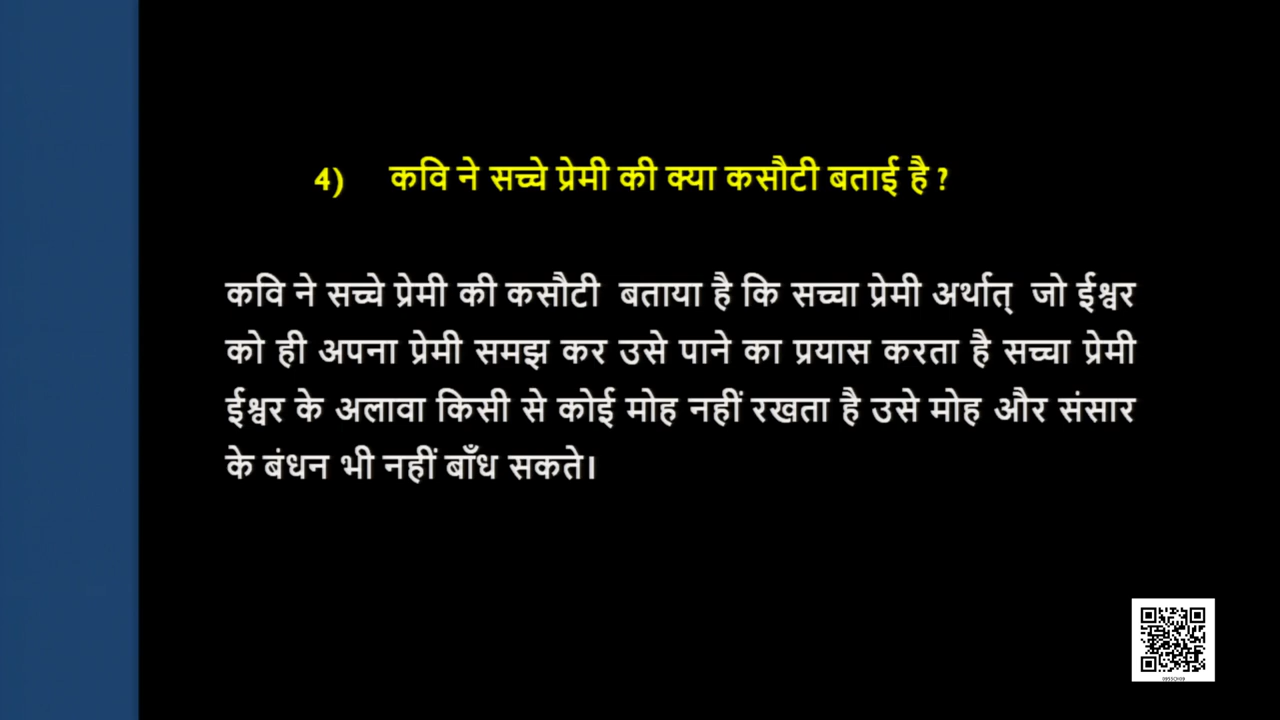 4) कवि ने सच्चे प्रेमी की क्या कसौटी बताई है ?
कवि ने सच्चे प्रेमी की कसौटी बताया है कि सच्चा प्रेमी अर्थात् जो ईश्वर
को ही अपना प्रेमी समझ कर उसे पाने का प्रयास करता है सच्चा प्रेमी
ईश्वर के अलावा किसी से कोई मोह नहीं रखता है उसे मोह और संसार
के बंधन भी नहीं बाँध सकते।